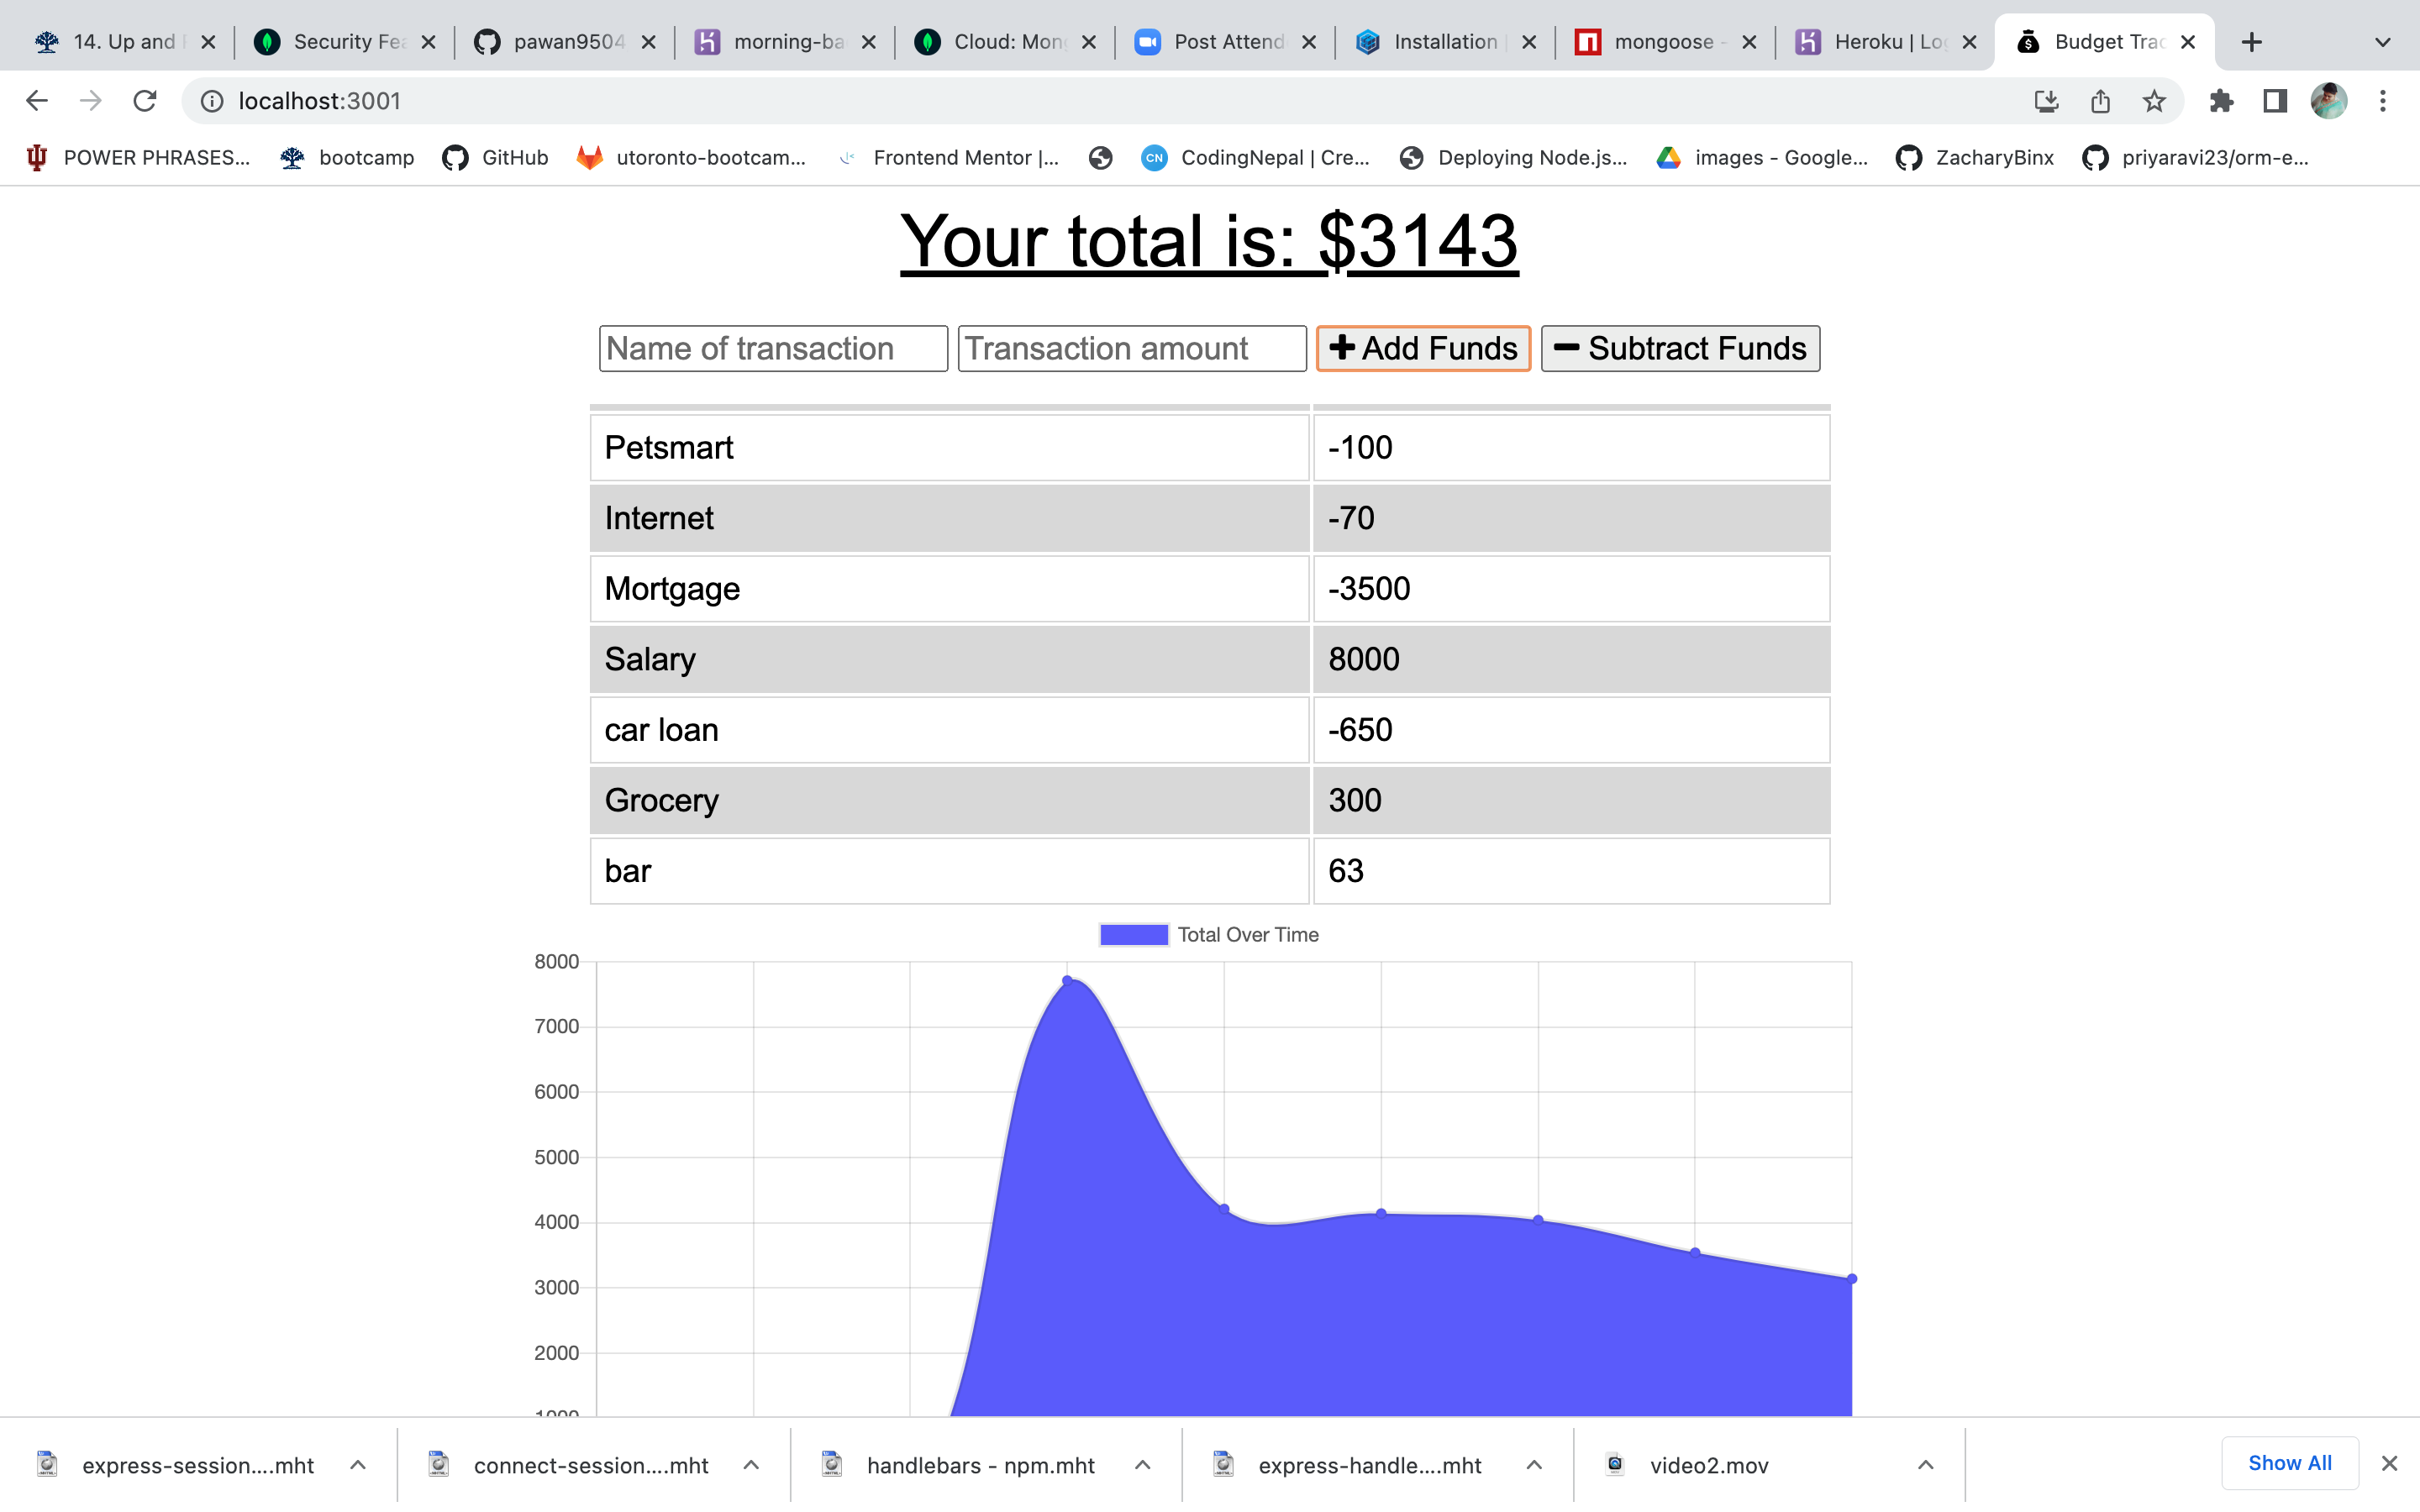 14. Up and
Security Fea
pawan9504
morning-ba
Cloud: Mon
Post Attend
Installation
mongoose -
Heroku | Lo
Budget Trac
localhost:3001
POWER PHRASES...
bootcamp
GitHub
utoronto-bootcam...
Frontend Mentor |...
CN CodingNepal | Cre...
Deploying Node.js...
images - Google...
ZacharyBinx
priyaravi23/orm-e...
Your total is: $3143
Name of transaction Transaction amount Add Funds Subtract Funds
Petsmart -100
Internet -70
Mortgage -3500
Salary 8000
car loan -650
Grocery 300
bar 63
Total Over Time
8000
7000
6000
5000
4000
3000
2000
1000
express-session....mht
connect-session....mht
handlebars - npm.mht
express-handle....mht
video2.mov
Show All